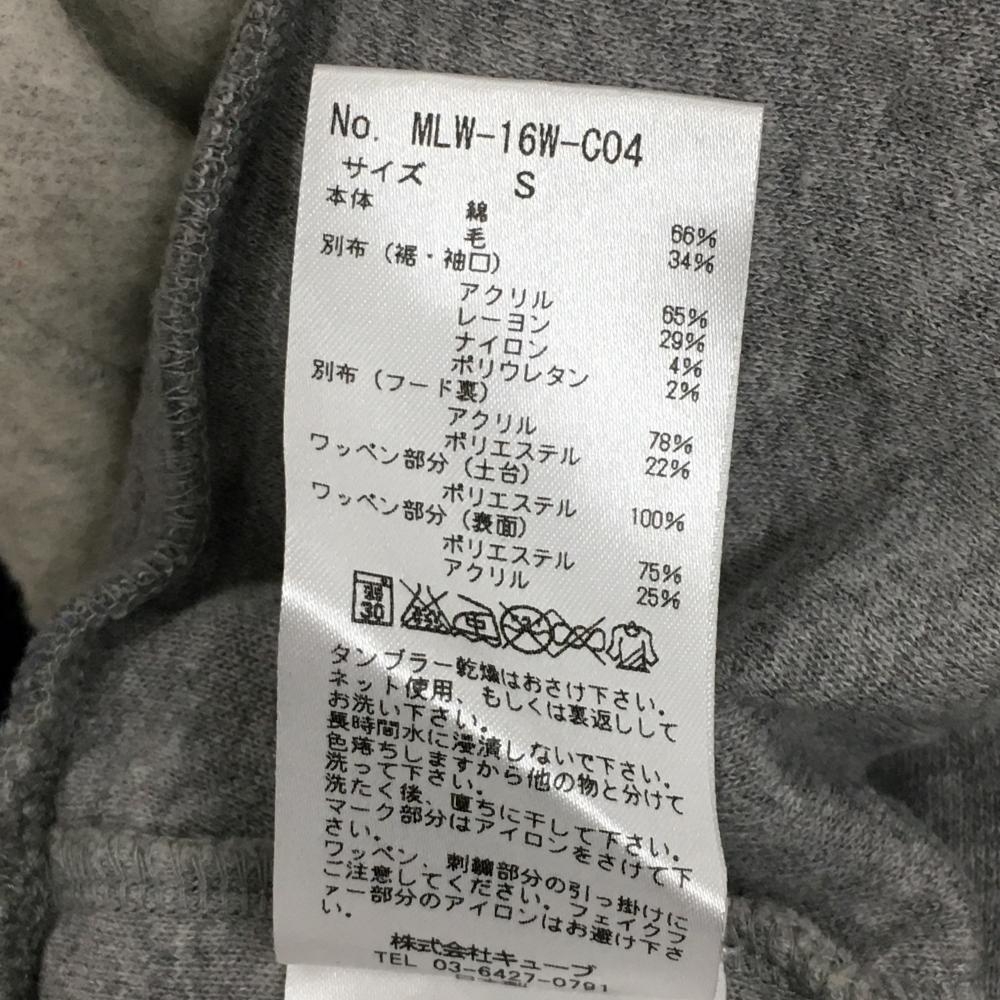 No. MLW-16W-C04
サイズ S
本体 綿 66%
毛 34%
別布(裾・袖口)
アクリル 65%
レーヨン 29%
ナイロン 4%
ポリウレタン 2%
別布(フード裏)
アクリル 78%
ポリエステル 22%
ワッペン部分(土台)
ポリエステル 100%
ワッペン部分(表面)
ポリエステル 75%
アクリル 25%
弱 30 中
タンブラー乾燥はおさけ下さい。
ネット使用、もしくは裏返しして
お洗い下さい。
長時間水に浸漬しないで下さい。
色落ちしますから他の物と分けて
洗って下さい。
洗たく後、直ちに干して下さい。
マーク部分はアイロンをさけて下
さい。
ワッペン、刺繍部分の引っ掛けに
ご注意してください。フェイクフ
ァー部分のアイロンはお避け下さ
い。
株式会社キューブ
TEL 03-6427-0791